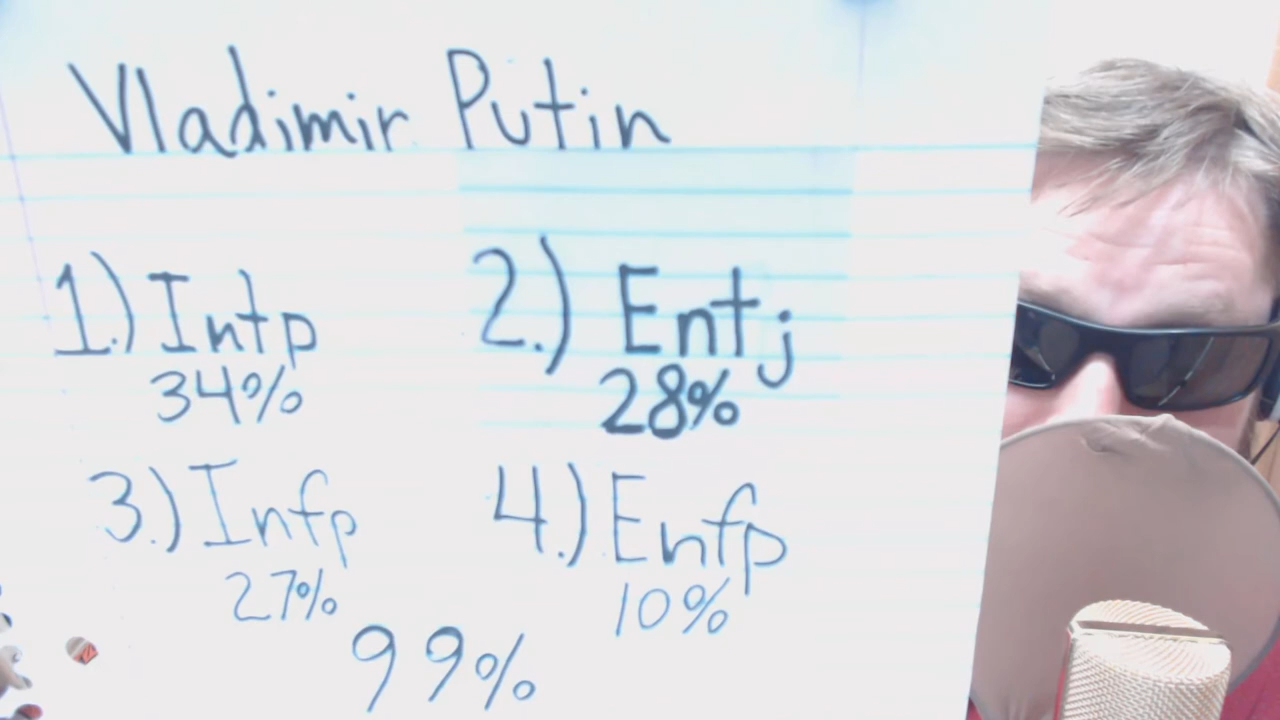 Vladimir Putin
1.) Intp 2.) Entj
34% 28%
3.) Infp 4.) Enfp
27% 10%
99%